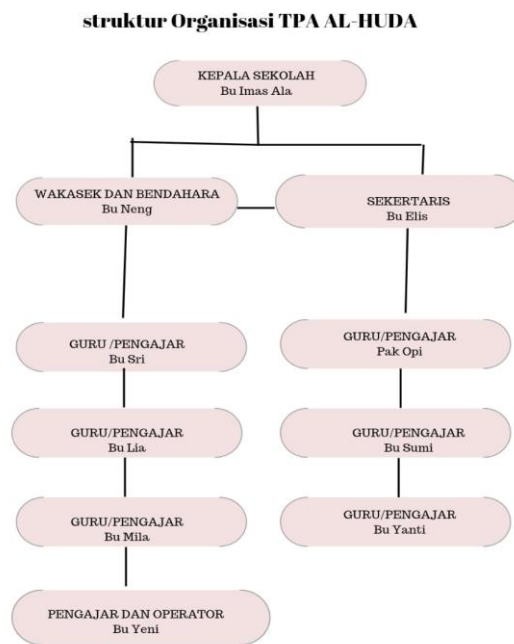 struktur Organisasi TPA AL-HUDA
KEPALA SEKOLAH
Bu Imas Ala
WAKASEK DAN BENDAHARA
Bu Neng
SEKERTARIS
Bu Elis
GURU /PENGAJAR
Bu Sri
GURU/PENGAJAR
Pak Opi
GURU/PENGAJAR
Bu Lia
GURU/PENGAJAR
Bu Sumi
GURU/PENGAJAR
Bu Mila
GURU/PENGAJAR
Bu Yanti
PENGAJAR DAN OPERATOR
Bu Yeni